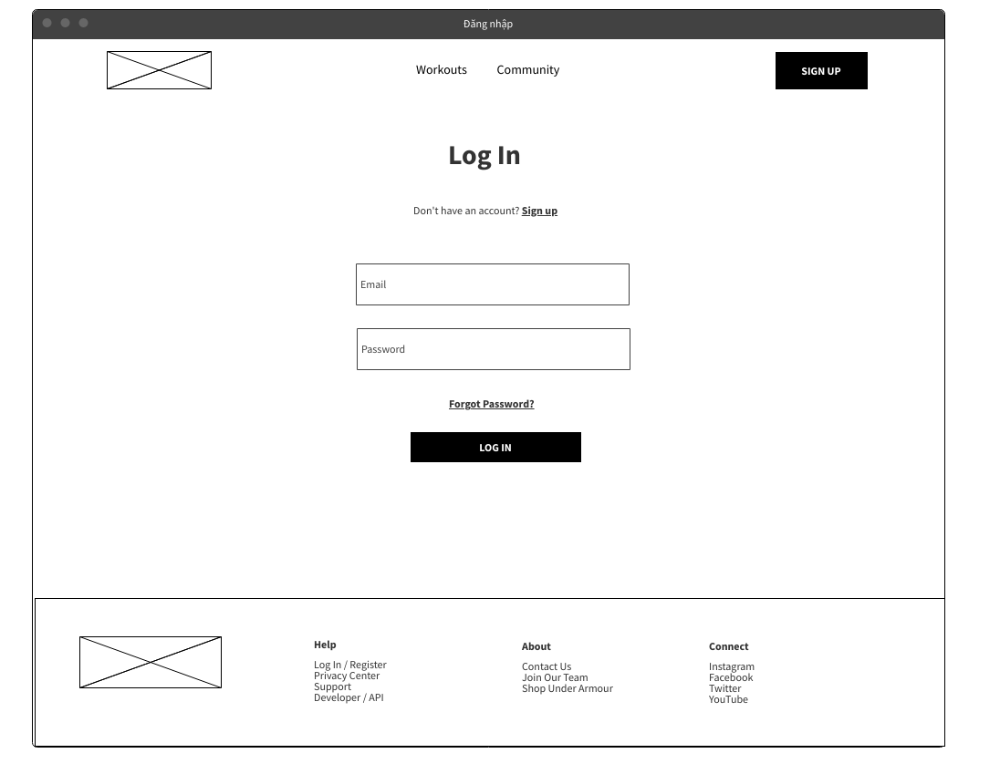 Đăng nhập
Workouts
Community
SIGN UP
Log In
Don't have an account? Sign up
Email
Password
Forgot Password?
LOG IN
Help
Log In / Register
Privacy Center
Support
Developer / API
About
Contact Us
Join Our Team
Shop Under Armour
Connect
Instagram
Facebook
Twitter
YouTube